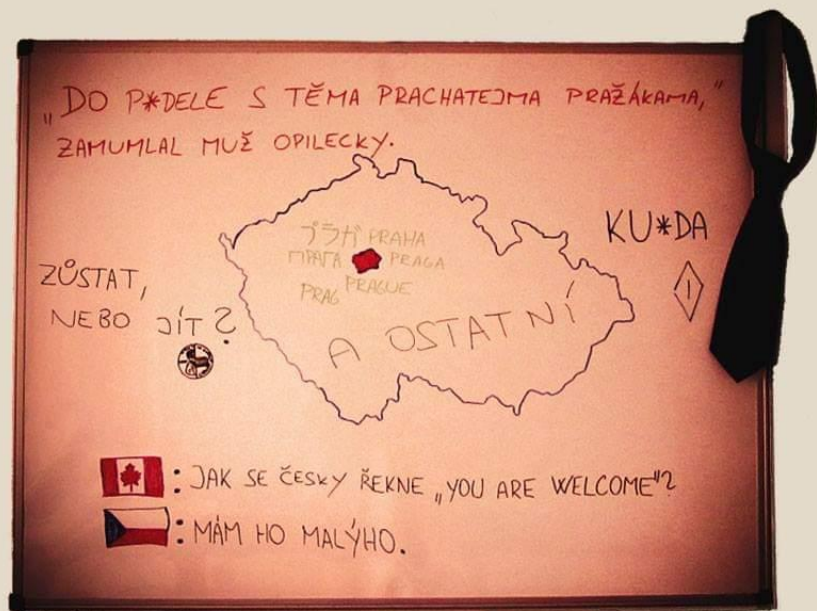 „DO P*DELE S TĚMA PRACHATEJMA PRAŽÁKAMA,“
ZAMUMLAL MUŽ OPILECKY.
プラガ PRAHA
ПРАГА PRAGA
PRAG PRAGUE
KU*DA
!
ZŮSTAT,
NEBO JÍT?
A OSTATNÍ
: JAK SE ČESKY ŘEKNE „YOU ARE WELCOME“?
: MÁM HO MALÝHO.